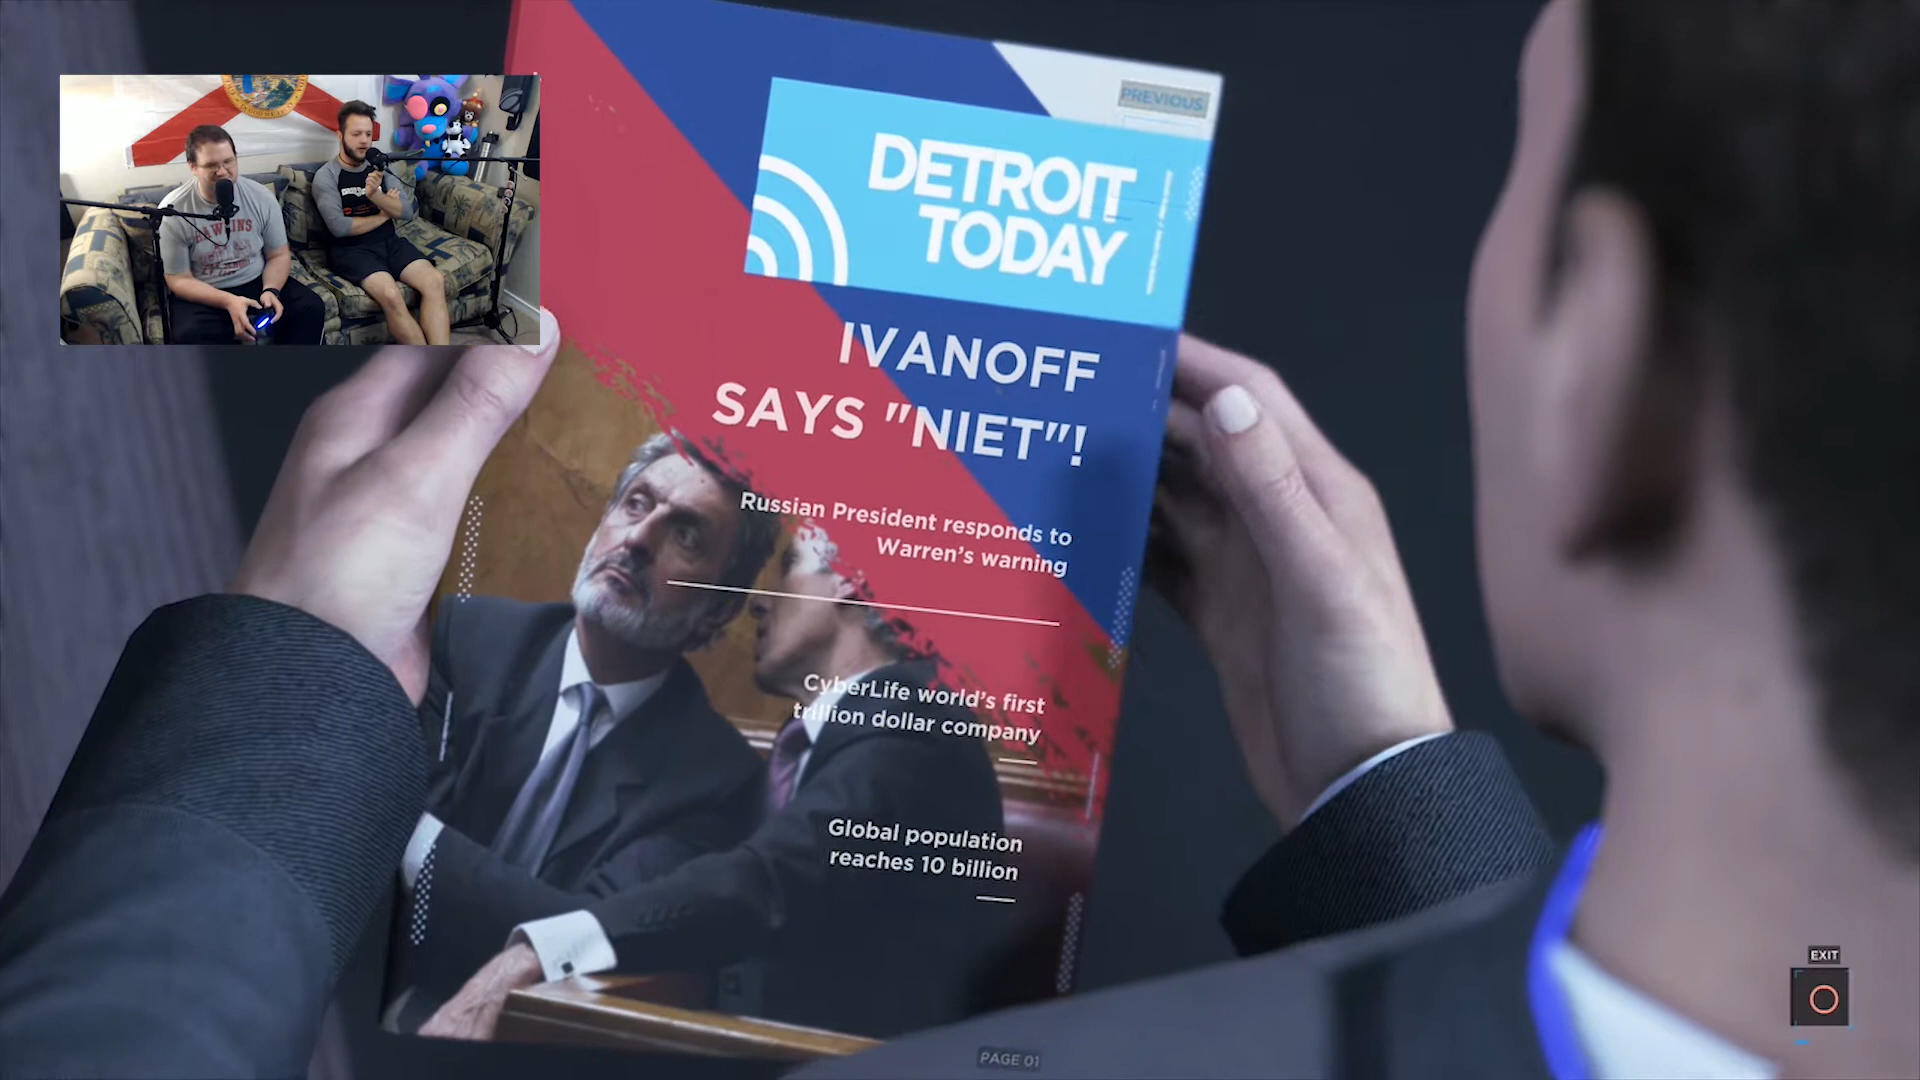 HAWKINS
PREVIOUS
DETROIT
TODAY
IVANOFF
SAYS "NIET"!
Russian President responds to
Warren's warning
CyberLife world's first
trillion dollar company
Global population
reaches 10 billion
EXIT
PAGE 01